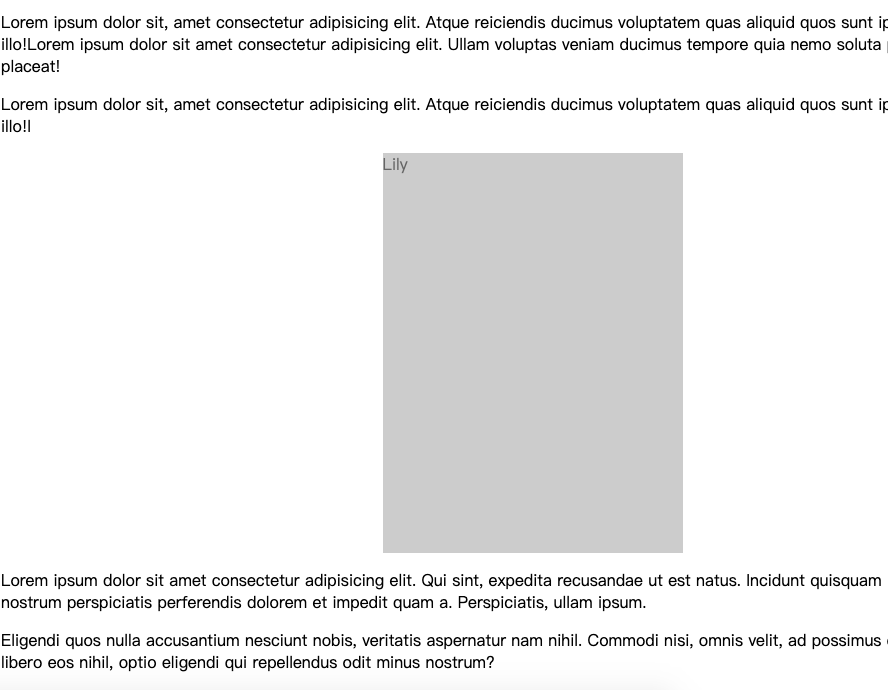 Lorem ipsum dolor sit, amet consectetur adipisicing elit. Atque reiciendis ducimus voluptatem quas aliquid quos sunt ip
illo!Lorem ipsum dolor sit amet consectetur adipisicing elit. Ullam voluptas veniam ducimus tempore quia nemo soluta
placeat!
Lorem ipsum dolor sit, amet consectetur adipisicing elit. Atque reiciendis ducimus voluptatem quas aliquid quos sunt ip
illo!l
Lily
Lorem ipsum dolor sit amet consectetur adipisicing elit. Qui sint, expedita recusandae ut est natus. Incidunt quisquam
nostrum perspiciatis perferendis dolorem et impedit quam a. Perspiciatis, ullam ipsum.
Eligendi quos nulla accusantium nesciunt nobis, veritatis aspernatur nam nihil. Commodi nisi, omnis velit, ad possimus
libero eos nihil, optio eligendi qui repellendus odit minus nostrum?